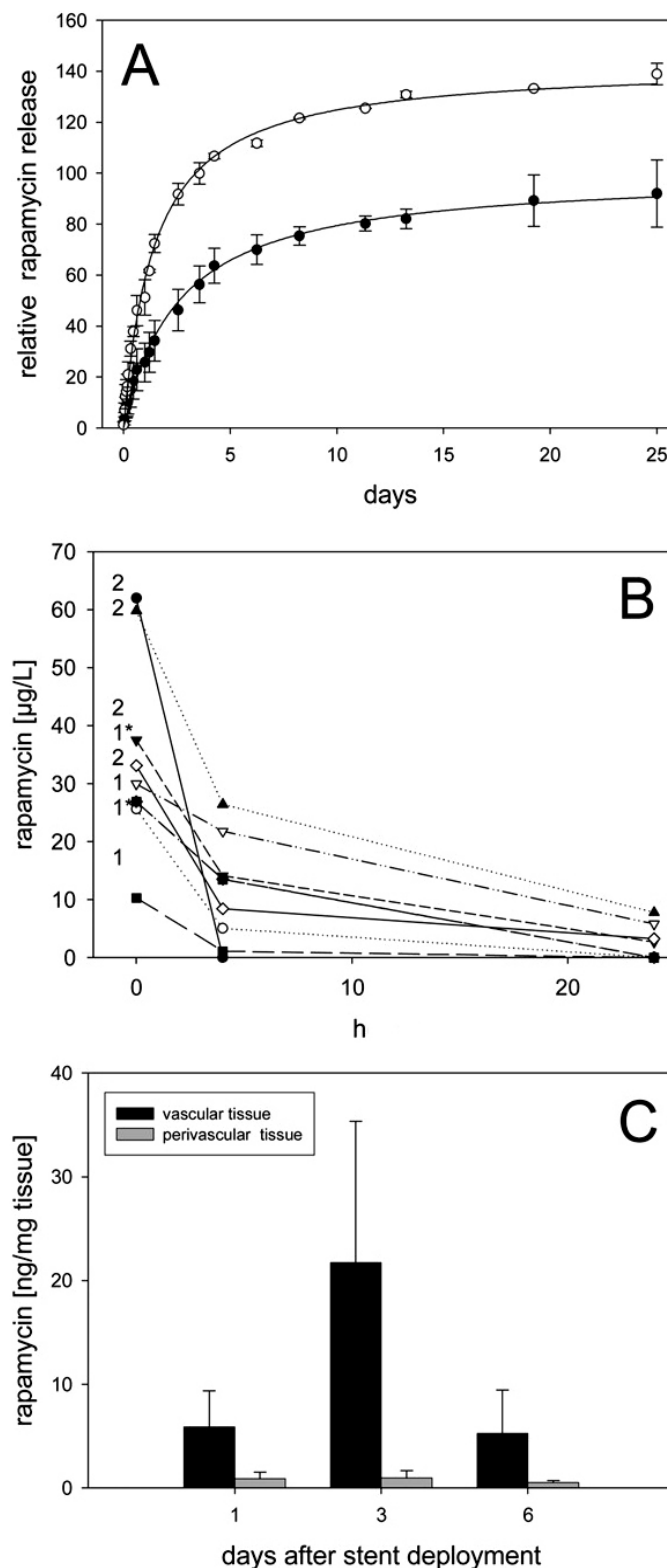 A
relative rapamycin release
160
140
120
100
80
60
40
20
0
0 5 10 15 20 25
days
B
rapamycin [µg/L]
70
60
50
40
30
20
10
0
2
2
2
1*
2
1
1*
1
0 10 20
h
C
rapamycin [ng/mg tissue]
40
30
20
10
0
vascular tissue
perivascular tissue
1 3 6
days after stent deployment